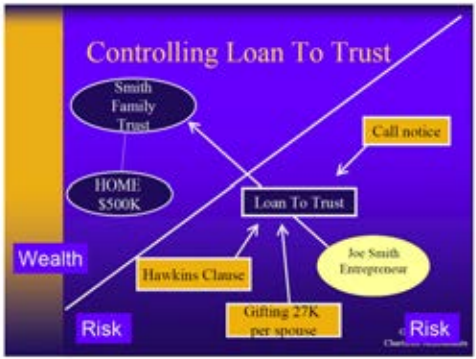 Controlling Loan To Trust
Smith
Family
Trust
Call notice
HOME
$500K
Loan To Trust
Wealth
Joe Smith
Entrepreneur
Hawkins Clause
Gifting 27K
per spouse
Risk
Risk